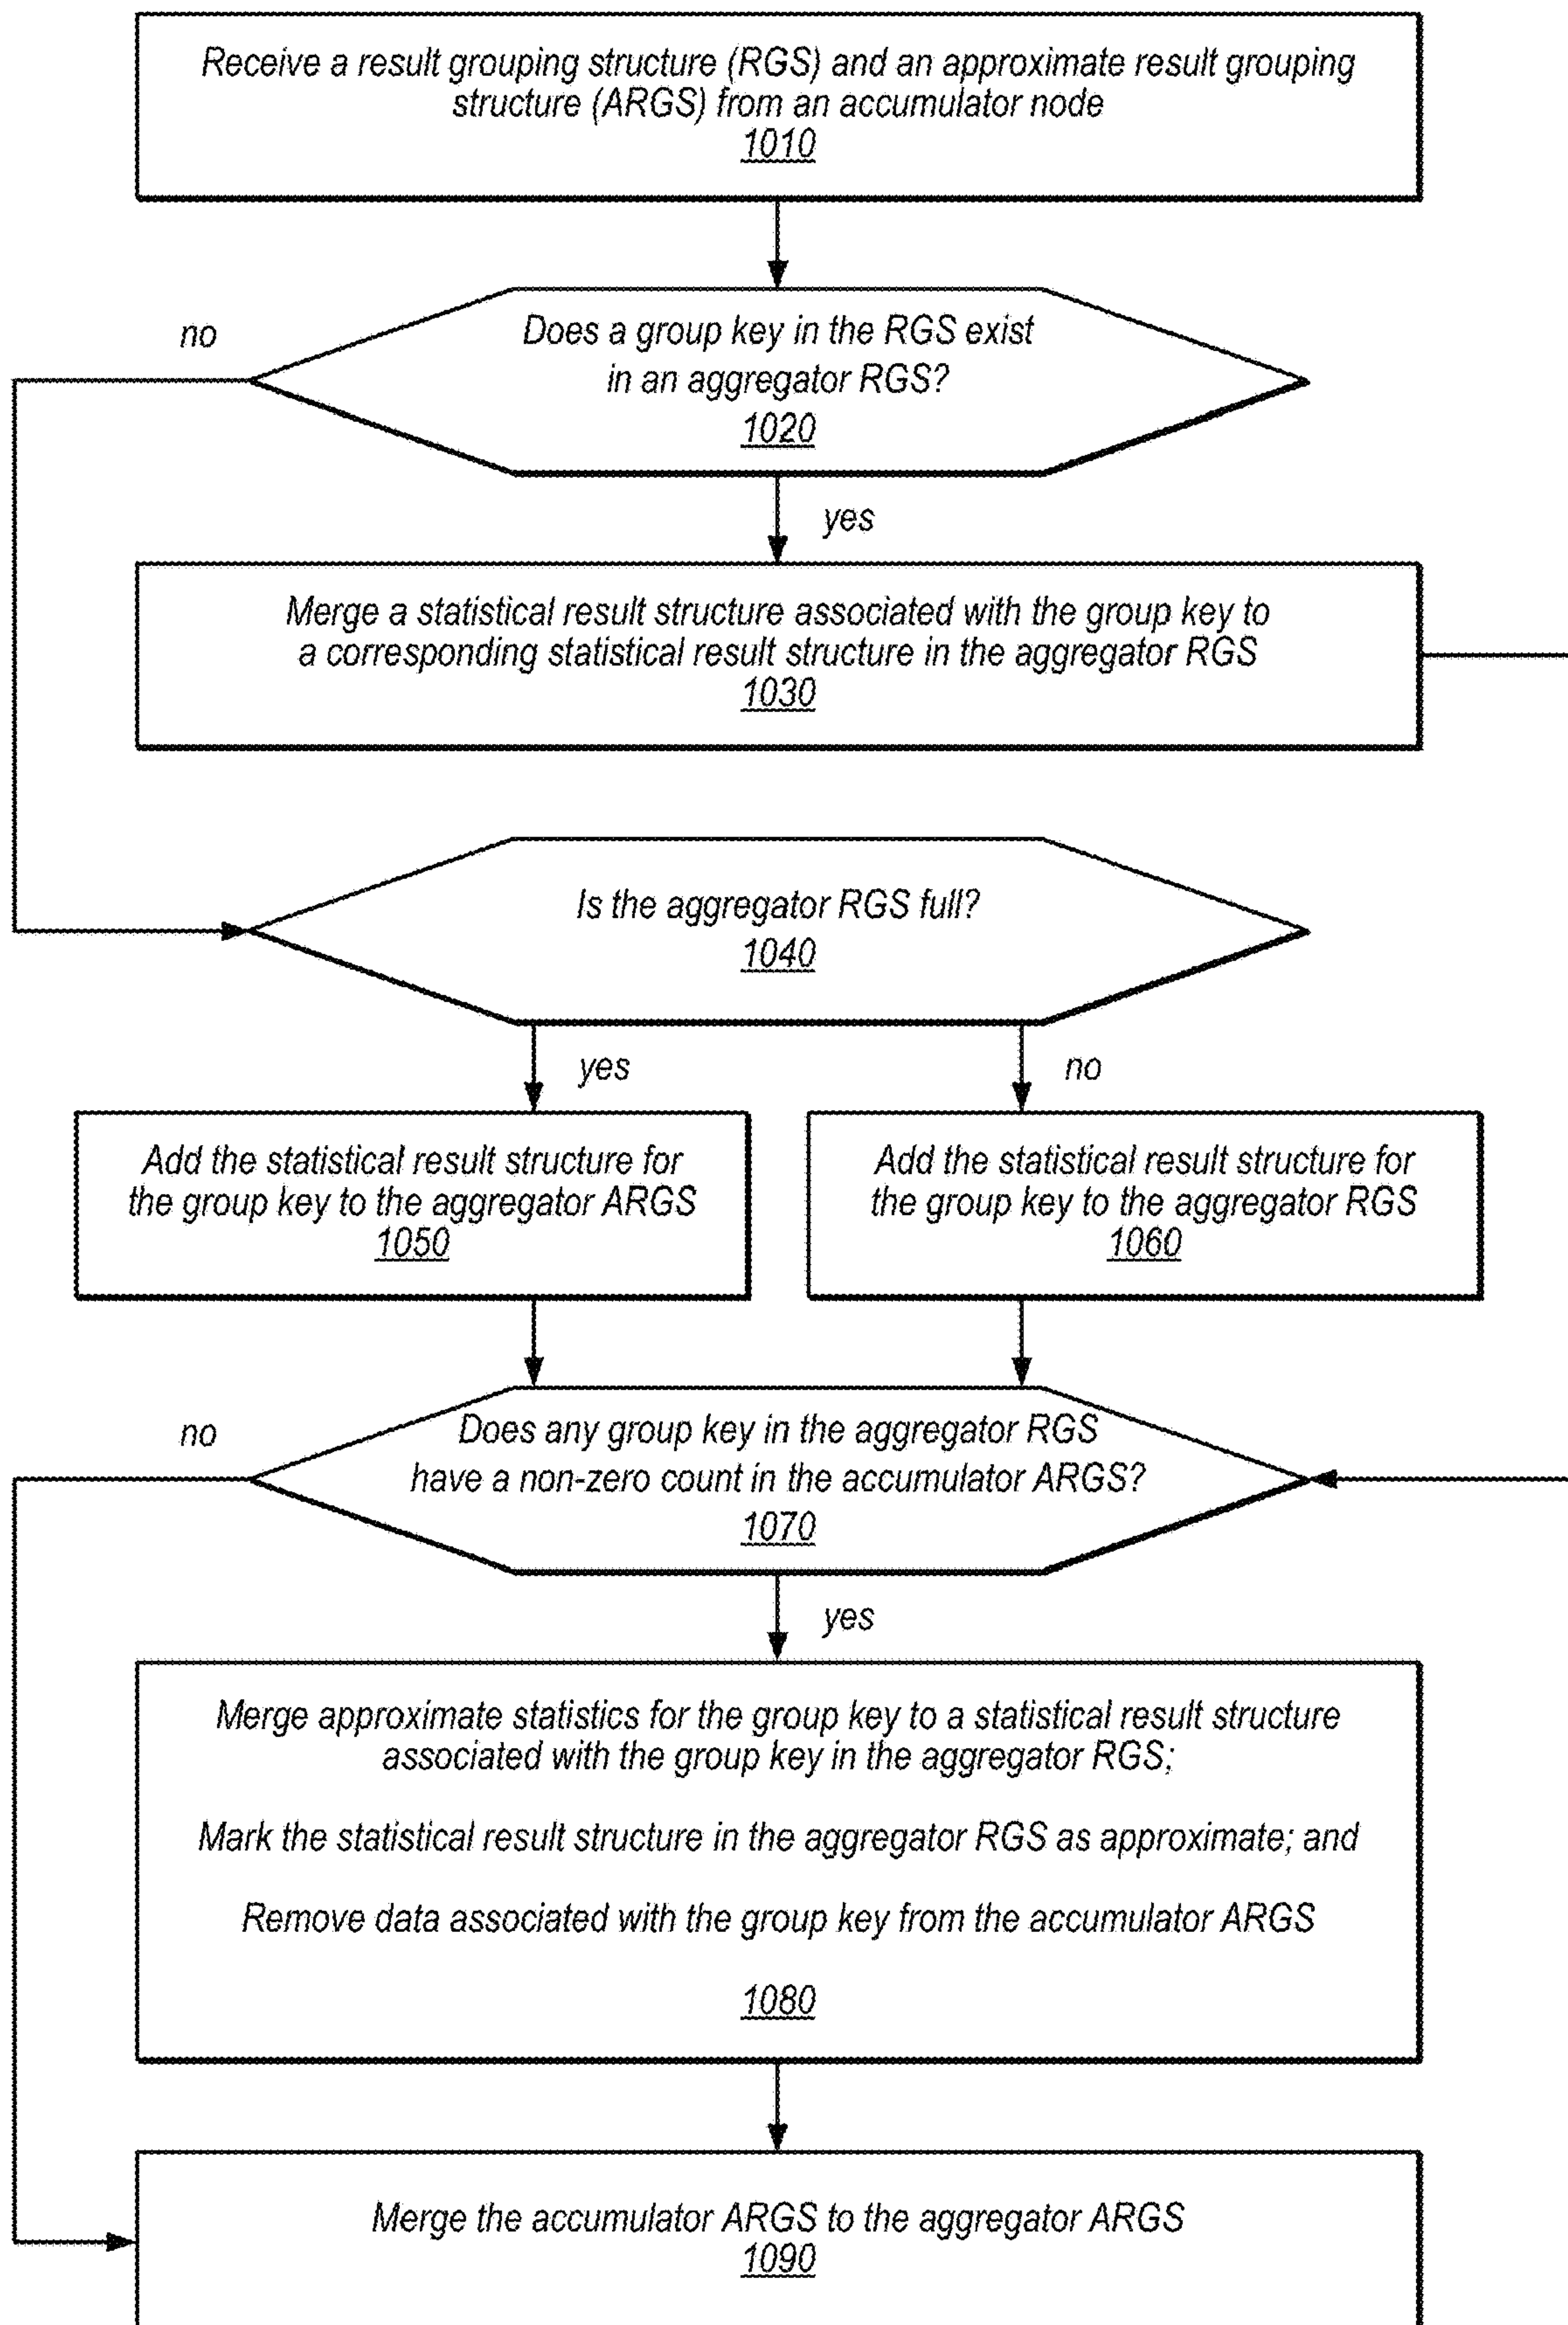 Receive a result grouping structure (RGS) and an approximate result grouping
structure (ARGS) from an accumulator node
1010
no
Does a group key in the RGS exist
in an aggregator RGS?
1020
yes
Merge a statistical result structure associated with the group key to
a corresponding statistical result structure in the aggregator RGS
1030
Is the aggregator RGS full?
1040
yes
no
Add the statistical result structure for
the group key to the aggregator ARGS
1050
Add the statistical result structure for
the group key to the aggregator RGS
1060
no
Does any group key in the aggregator RGS
have a non-zero count in the accumulator ARGS?
1070
yes
Merge approximate statistics for the group key to a statistical result structure
associated with the group key in the aggregator RGS;
Mark the statistical result structure in the aggregator RGS as approximate; and
Remove data associated with the group key from the accumulator ARGS
1080
Merge the accumulator ARGS to the aggregator ARGS
1090